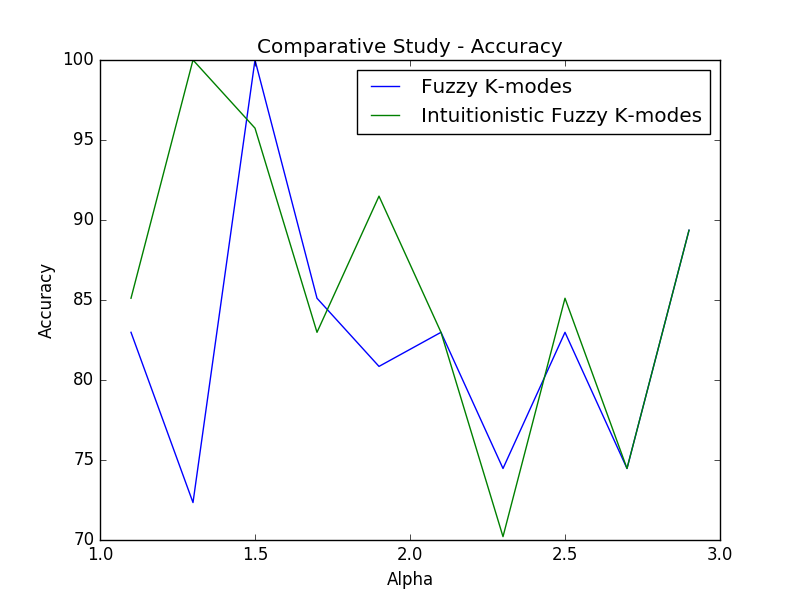 Comparative Study - Accuracy
Fuzzy K-modes
Intuitionistic Fuzzy K-modes
100
95
90
85
80
75
70
Accuracy
1.0 1.5 2.0 2.5 3.0
Alpha